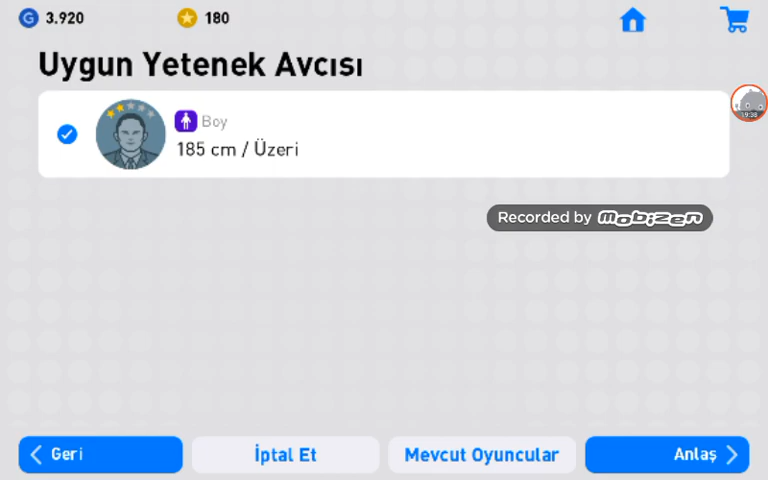 G 3.920 180
Uygun Yetenek Avcısı
Boy
185 cm / Üzeri
19:38
Recorded by Mobizen
Geri
İptal Et
Mevcut Oyuncular
Anlaş